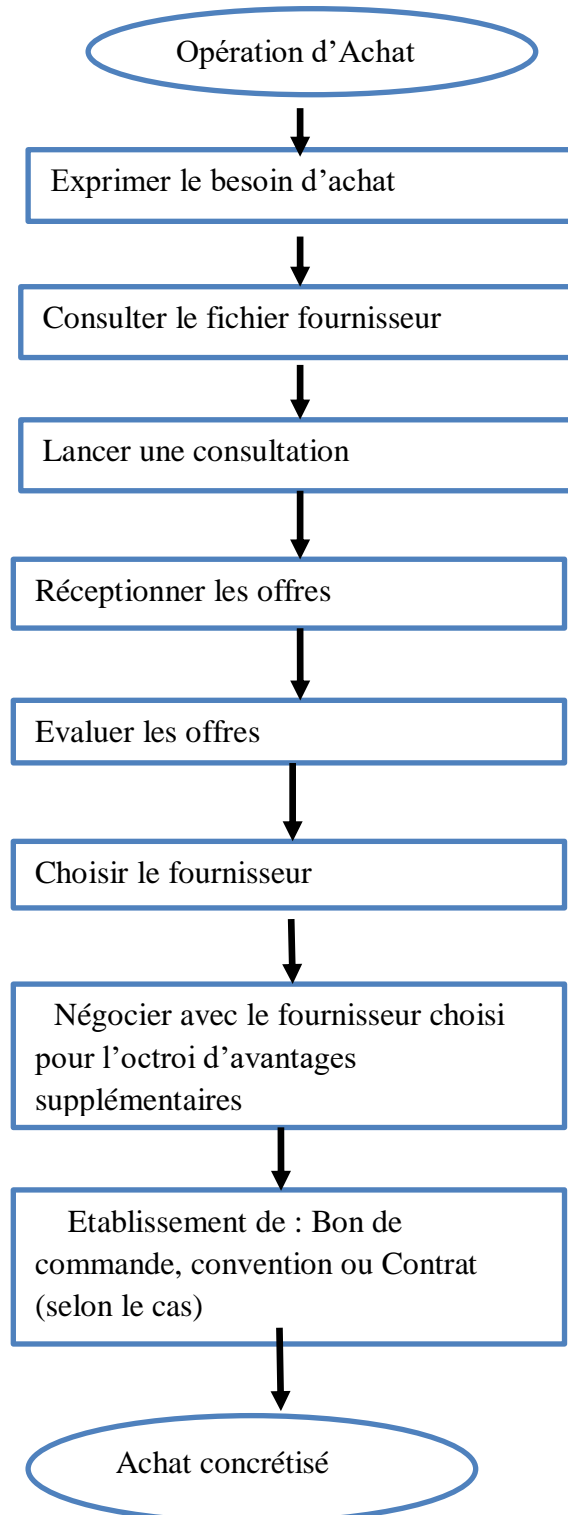 Opération d’Achat
Exprimer le besoin d’achat
Consulter le fichier fournisseur
Lancer une consultation
Réceptionner les offres
Evaluer les offres
Choisir le fournisseur
Négocier avec le fournisseur choisi
pour l’octroi d’avantages
supplémentaires
Etablissement de : Bon de
commande, convention ou Contrat
(selon le cas)
Achat concrétisé